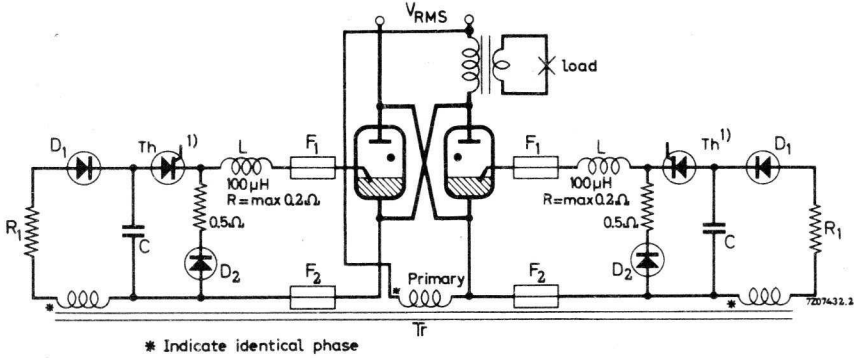 VRMS
load
D1
Th 1)
L
F1
F1
L
Th 1)
D1
100μH
R=max 0.2Ω
100μH
R=max 0.2Ω
R1
C
0.5Ω
0.5Ω
C
R1
D2
F2
Primary
F2
D2
*
*
*
7Z07432.2
Tr
* Indicate identical phase